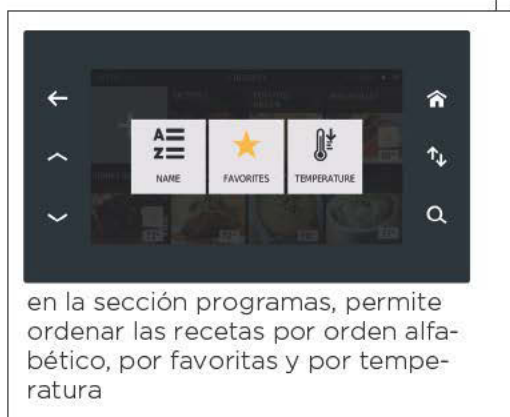 A
Z
NAME
FAVORITES
TEMPERATURE
en la sección programas, permite
ordenar las recetas por orden alfa-
bético, por favoritas y por tempe-
ratura